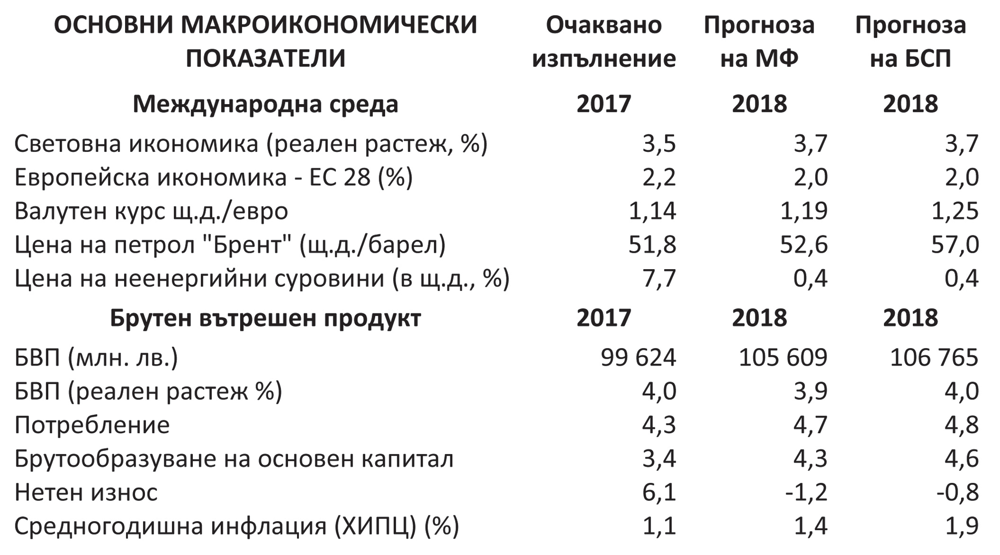 ОСНОВНИ МАКРОИКОНОМИЧЕСКИ ПОКАЗАТЕЛИ Очаквано изпълнение Прогноза на МФ Прогноза на БСП
Международна среда 2017 2018 2018
Световна икономика (реален растеж, %) 3,5 3,7 3,7
Европейска икономика - ЕС 28 (%) 2,2 2,0 2,0
Валутен курс щ.д./евро 1,14 1,19 1,25
Цена на петрол "Брент" (щ.д./барел) 51,8 52,6 57,0
Цена на неенергийни суровини (в щ.д., %) 7,7 0,4 0,4
Брутен вътрешен продукт 2017 2018 2018
БВП (млн. лв.) 99 624 105 609 106 765
БВП (реален растеж %) 4,0 3,9 4,0
Потребление 4,3 4,7 4,8
Брутообразуване на основен капитал 3,4 4,3 4,6
Нетен износ 6,1 -1,2 -0,8
Средногодишна инфлация (ХИПЦ) (%) 1,1 1,4 1,9